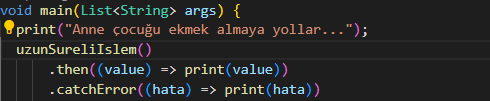 void main(List<String> args) {
print("Anne çocuğu ekmek almaya yollar...");
uzunSureliIslem()
.then((value) => print(value))
.catchError((hata) => print(hata))